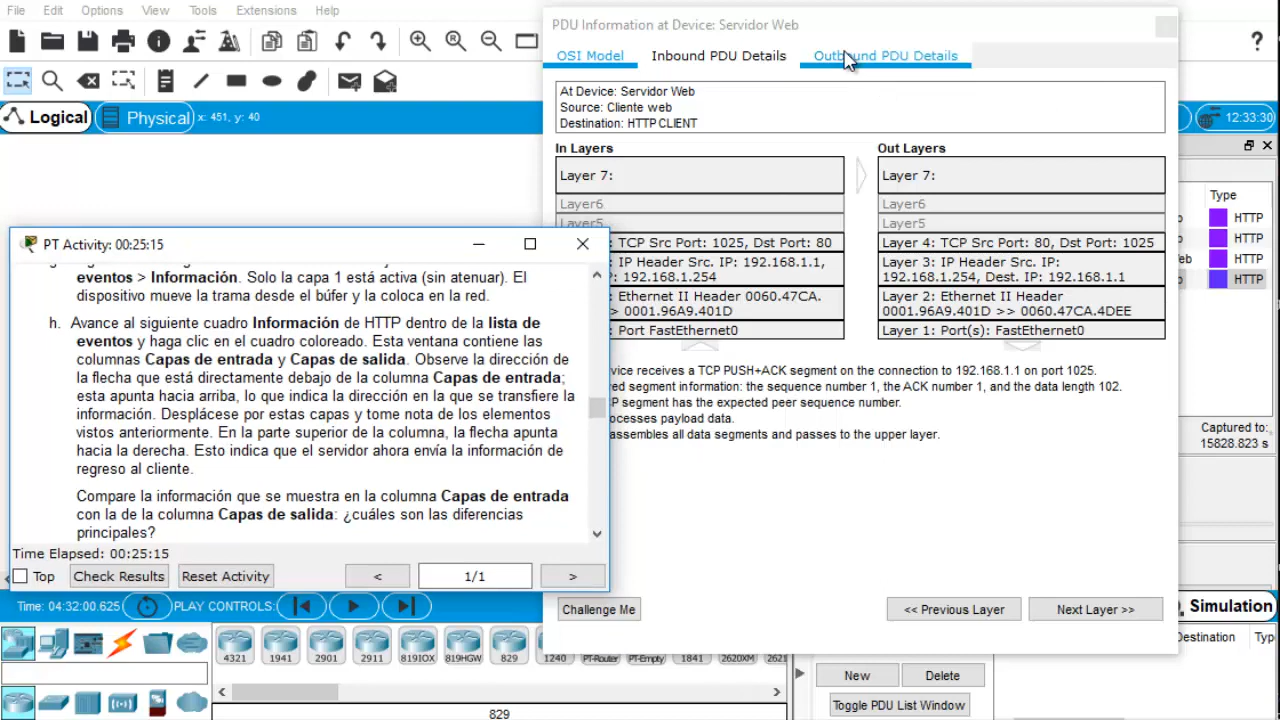 File Edit Options View Tools Extensions Help
PDU Information at Device: Servidor Web
OSI Model Inbound PDU Details Outbound PDU Details
?
At Device: Servidor Web
Source: Cliente web
Destination: HTTP CLIENT
Logical Physical x: 451, y: 40
12:33:30
In Layers Out Layers
Layer 7: Layer 7:
Layer6 Layer6
Layer5 Layer5
: TCP Src Port: 1025, Dst Port: 80
Layer 4: TCP Src Port: 80, Dst Port: 1025
: IP Header Src. IP: 192.168.1.1,
: 192.168.1.254
Layer 3: IP Header Src. IP:
192.168.1.254, Dest. IP: 192.168.1.1
: Ethernet II Header 0060.47CA.
> 0001.96A9.401D
Layer 2: Ethernet II Header
0001.96A9.401D >> 0060.47CA.4DEE
: Port FastEthernet0
Layer 1: Port(s): FastEthernet0
vice receives a TCP PUSH+ACK segment on the connection to 192.168.1.1 on port 1025.
ed segment information: the sequence number 1, the ACK number 1, and the data length 102.
P segment has the expected peer sequence number.
ocesses payload data.
assembles all data segments and passes to the upper layer.
Challenge Me << Previous Layer Next Layer >>
Type
HTTP
HTTP
eb HTTP
HTTP
Captured to:
15828.823 s
PT Activity: 00:25:15
eventos > Información. Solo la capa 1 está activa (sin atenuar). El
dispositivo mueve la trama desde el búfer y la coloca en la red.
h. Avance al siguiente cuadro Información de HTTP dentro de la lista de
eventos y haga clic en el cuadro coloreado. Esta ventana contiene las
columnas Capas de entrada y Capas de salida. Observe la dirección de
la flecha que está directamente debajo de la columna Capas de entrada;
esta apunta hacia arriba, lo que indica la dirección en la que se transfiere la
información. Desplácese por estas capas y tome nota de los elementos
vistos anteriormente. En la parte superior de la columna, la flecha apunta
hacia la derecha. Esto indica que el servidor ahora envía la información de
regreso al cliente.
Compare la información que se muestra en la columna Capas de entrada
con la de la columna Capas de salida: ¿cuáles son las diferencias
principales?
Time Elapsed: 00:25:15
Top Check Results Reset Activity < 1/1 >
Time: 04:32:00.625 PLAY CONTROLS:
Simulation
4321 1941 2901 2911 819IOX 819HGW 829 1240 PT-Router PT-Empty 1841 2620XM 2621
829
New Delete
Toggle PDU List Window
Destination Typ